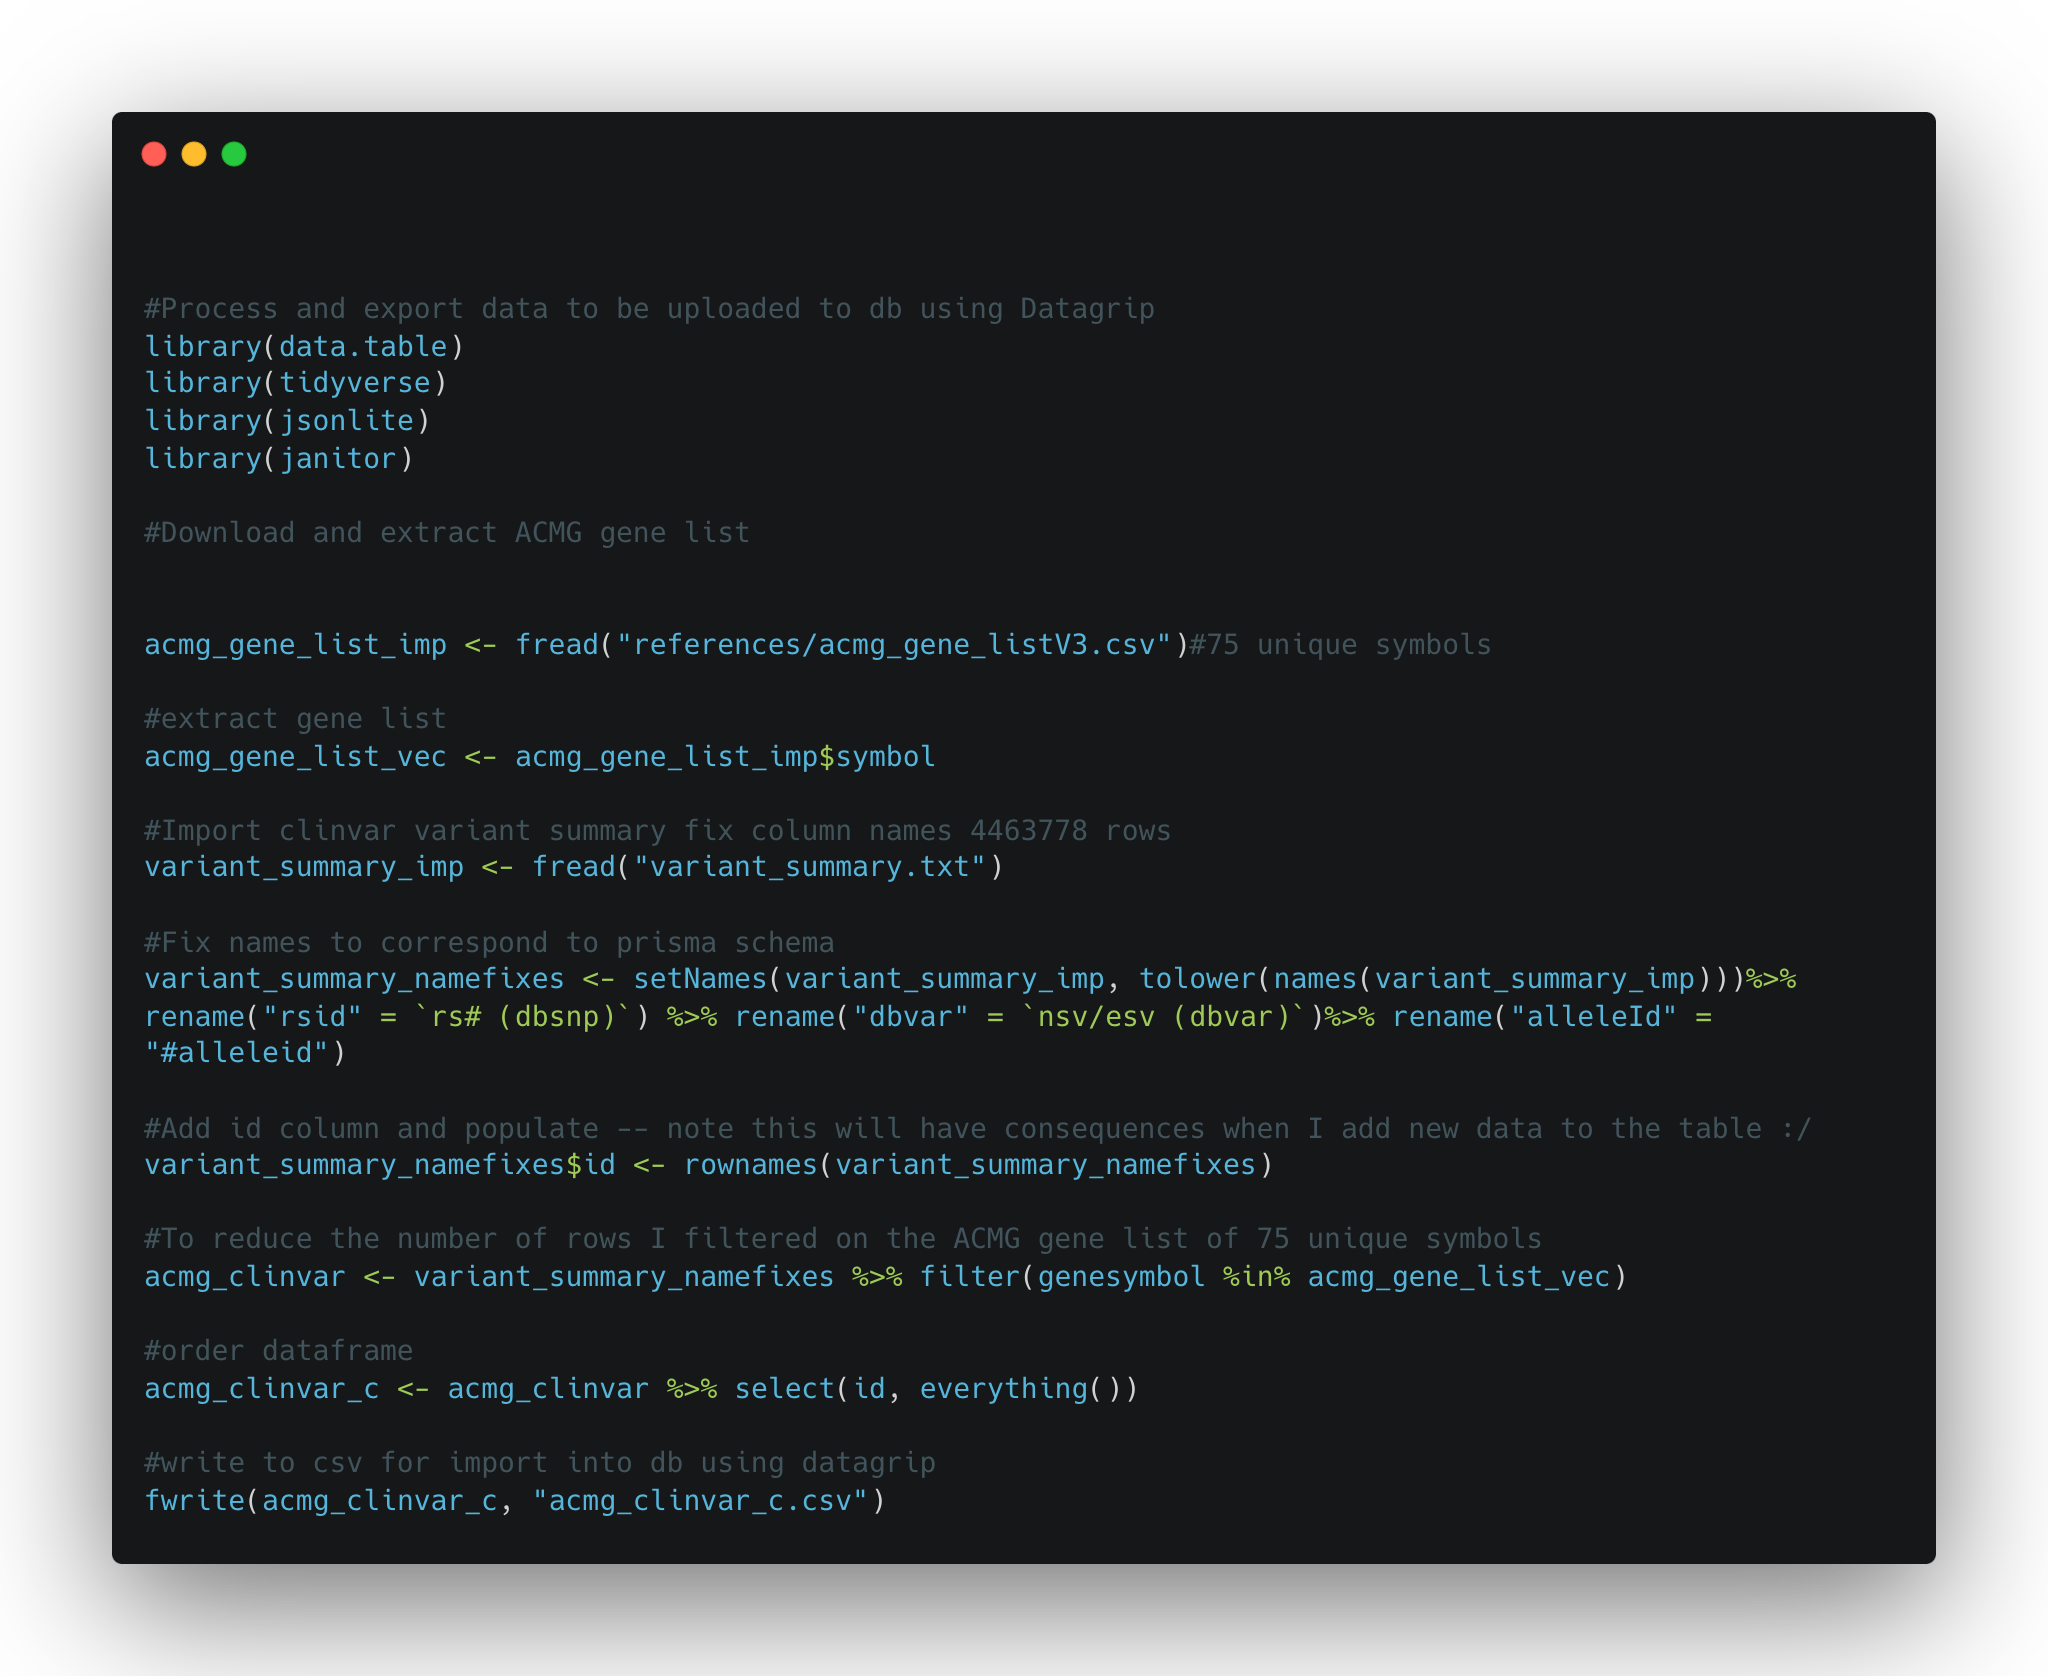 #Process and export data to be uploaded to db using Datagrip
library(data.table)
library(tidyverse)
library(jsonlite)
library(janitor)
#Download and extract ACMG gene list
acmg_gene_list_imp <- fread("references/acmg_gene_listV3.csv")#75 unique symbols
#extract gene list
acmg_gene_list_vec <- acmg_gene_list_imp$symbol
#Import clinvar variant summary fix column names 4463778 rows
variant_summary_imp <- fread("variant_summary.txt")
#Fix names to correspond to prisma schema
variant_summary_namefixes <- setNames(variant_summary_imp, tolower(names(variant_summary_imp)))%>%
rename("rsid" = `rs# (dbsnp)`) %>% rename("dbvar" = `nsv/esv (dbvar)`)%>% rename("alleleId" =
"#alleleid")
#Add id column and populate -- note this will have consequences when I add new data to the table :/
variant_summary_namefixes$id <- rownames(variant_summary_namefixes)
#To reduce the number of rows I filtered on the ACMG gene list of 75 unique symbols
acmg_clinvar <- variant_summary_namefixes %>% filter(genesymbol %in% acmg_gene_list_vec)
#order dataframe
acmg_clinvar_c <- acmg_clinvar %>% select(id, everything())
#write to csv for import into db using datagrip
fwrite(acmg_clinvar_c, "acmg_clinvar_c.csv")